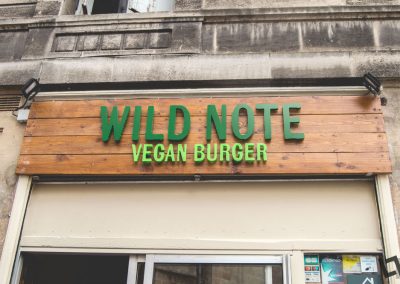 WILD NOTE
VEGAN BURGER